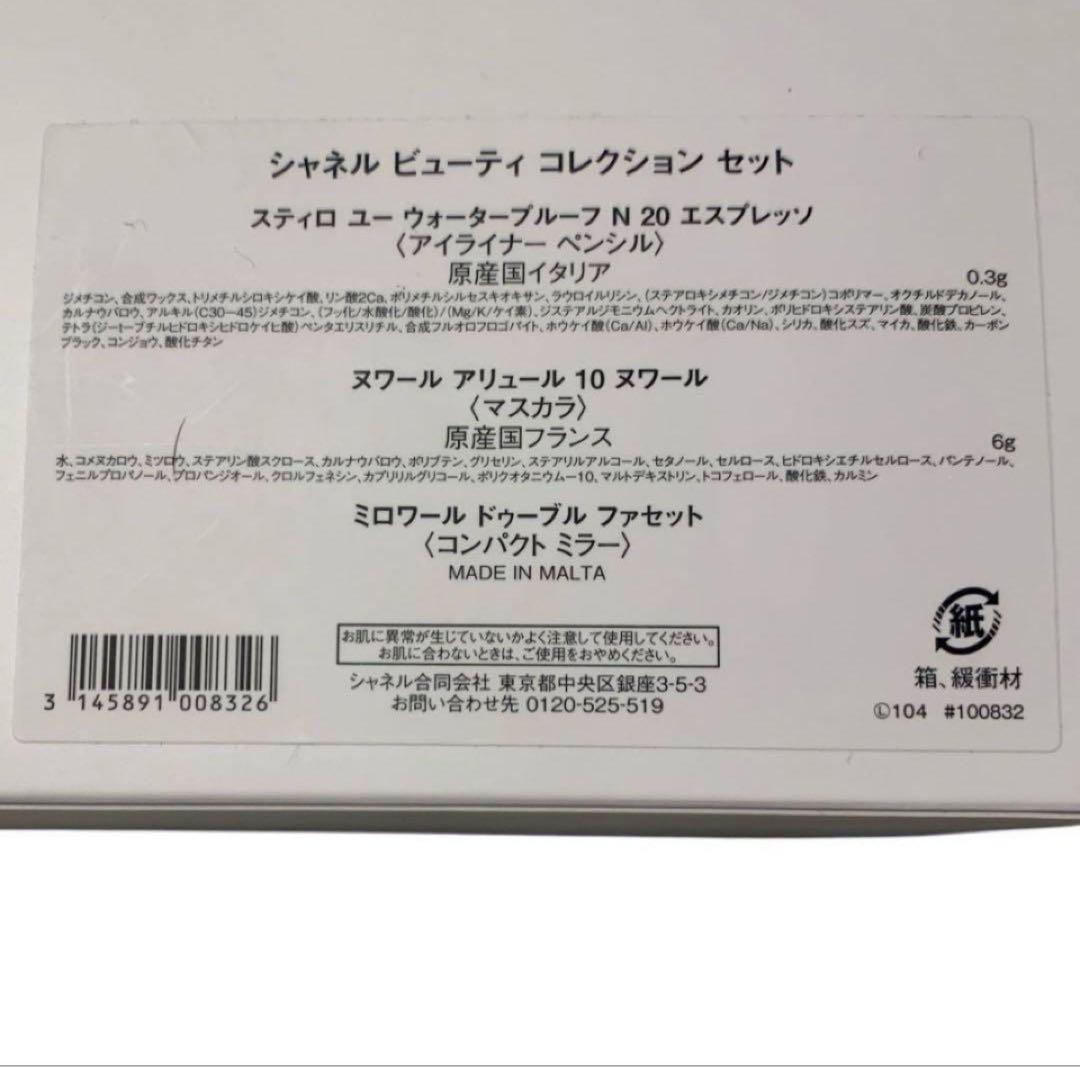 シャネル ビューティ コレクション セット
スティロ ユー ウォータープルーフ N 20 エスプレッソ
〈アイライナー ペンシル〉
原産国イタリア
0.3g
ジメチコン、合成ワックス、トリメチルシロキシケイ酸、リン酸2Ca、ポリメチルシルセスキオキサン、ラウロイルリシン、(ステアロキシメチコン/ジメチコン)コポリマー、オクチルドデカノール、
カルナウバロウ、アルキル(C30-45)ジメチコン、(フッ化/水酸化/酸化)/(Mg/K/ケイ素)、ジステアルジモニウムヘクトライト、カオリン、ポリヒドロキシステアリン酸、炭酸プロピレン、
テトラ(ジ-t-ブチルヒドロキシヒドロケイヒ酸)ペンタエリスリチル、合成フルオロフロゴパイト、ホウケイ酸(Ca/Al)、ホウケイ酸(Ca/Na)、シリカ、酸化スズ、マイカ、酸化鉄、カーボン
ブラック、コンジョウ、酸化チタン
ヌワール アリュール 10 ヌワール
〈マスカラ〉
原産国フランス
6g
水、コメヌカロウ、ミツロウ、ステアリン酸スクロース、カルナウバロウ、ポリブテン、グリセリン、ステアリルアルコール、セタノール、セルロース、ヒドロキシエチルセルロース、パンテノール、
フェニルプロパノール、プロパンジオール、クロルフェネシン、カプリリルグリコール、ポリクオタニウム-10、マルトデキストリン、トコフェロール、酸化鉄、カルミン
ミロワール ドゥーブル ファセット
〈コンパクト ミラー〉
MADE IN MALTA
お肌に異常が生じていないかよく注意して使用してください。
お肌に合わないときは、ご使用をおやめください。
シャネル合同会社 東京都中央区銀座3-5-3
お問い合わせ先 0120-525-519
3 145891 008326
紙
箱、緩衝材
Ⓛ104 #100832